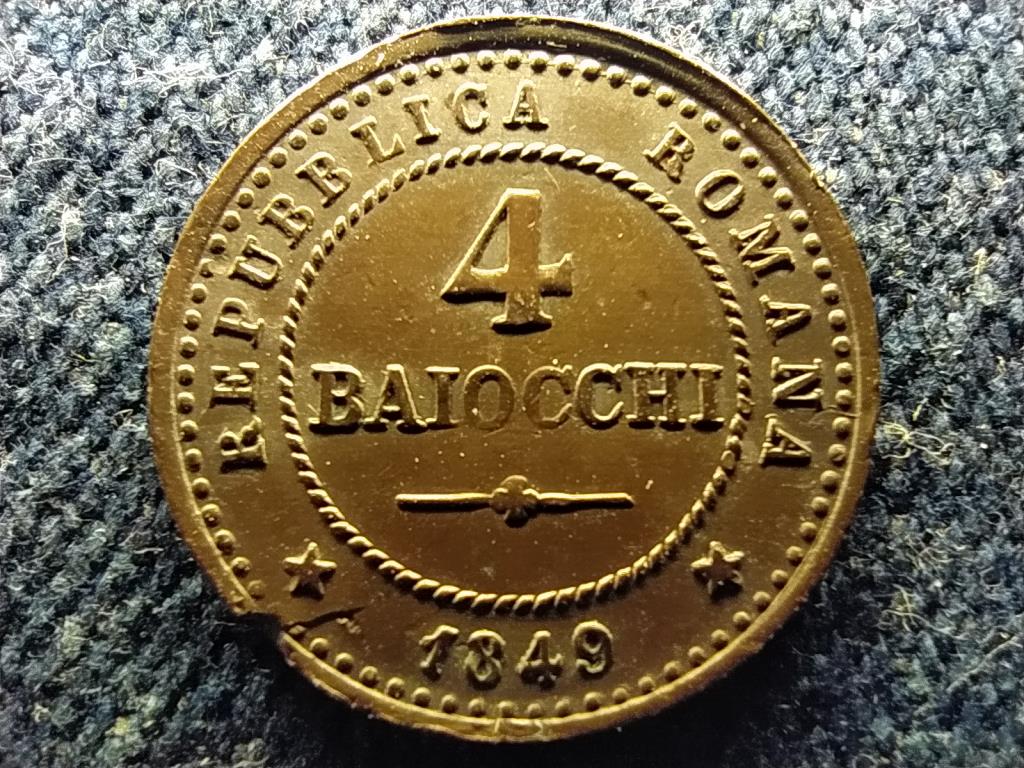 REPUBBLICA ROMANA
4
BAIOCCHI
1849